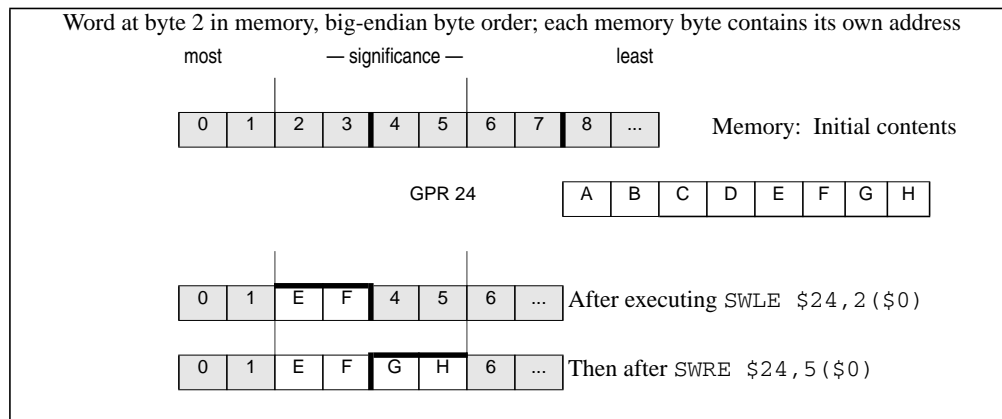 Word at byte 2 in memory, big-endian byte order; each memory byte contains its own address
most — significance — least
0 1 2 3 4 5 6 7 8 ... Memory: Initial contents
GPR 24 A B C D E F G H
0 1 E F 4 5 6 ... After executing SWLE $24,2($0)
0 1 E F G H 6 ... Then after SWRE $24,5($0)